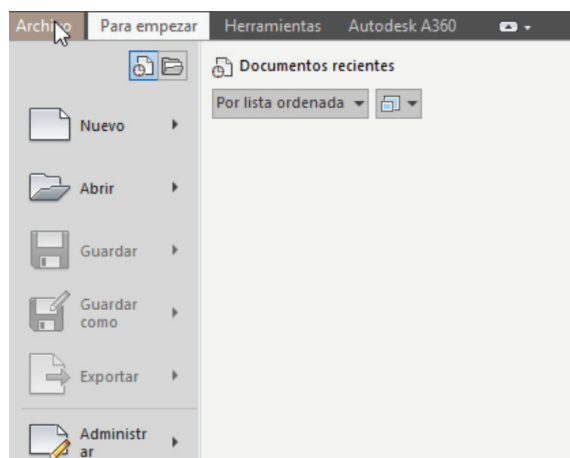 Archivo Para empezar Herramientas Autodesk A360
Documentos recientes
Por lista ordenada
Nuevo
Abrir
Guardar
Guardar
como
Exportar
Administr
ar